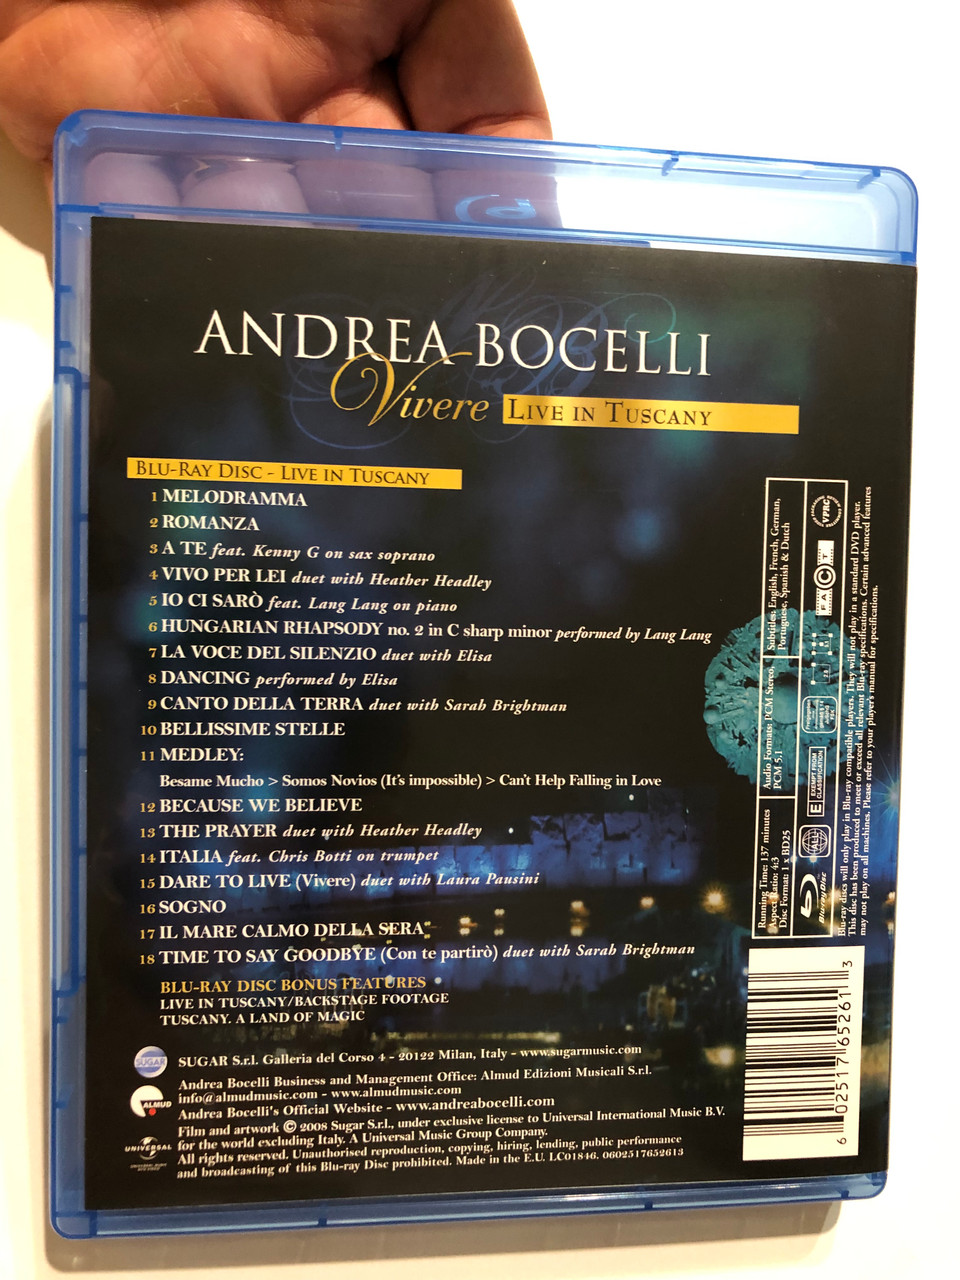 ANDREA BOCELLI
Vivere LIVE IN TUSCANY
BLU-RAY DISC - LIVE IN TUSCANY
1 MELODRAMMA
2 ROMANZA
3 A TE feat. Kenny G on sax soprano
4 VIVO PER LEI duet with Heather Headley
5 IO CI SARÒ feat. Lang Lang on piano
6 HUNGARIAN RHAPSODY no. 2 in C sharp minor performed by Lang Lang
7 LA VOCE DEL SILENZIO duet with Elisa
8 DANCING performed by Elisa
9 CANTO DELLA TERRA duet with Sarah Brightman
10 BELLISSIME STELLE
11 MEDLEY:
Besame Mucho > Somos Novios (It's impossible) > Can't Help Falling in Love
12 BECAUSE WE BELIEVE
13 THE PRAYER duet with Heather Headley
14 ITALIA feat. Chris Botti on trumpet
15 DARE TO LIVE (Vivere) duet with Laura Pausini
16 SOGNO
17 IL MARE CALMO DELLA SERA
18 TIME TO SAY GOODBYE (Con te partirò) duet with Sarah Brightman
BLU-RAY DISC BONUS FEATURES
LIVE IN TUSCANY/BACKSTAGE FOOTAGE
TUSCANY. A LAND OF MAGIC
SUGAR
SUGAR S.r.l. Galleria del Corso 4 - 20122 Milan, Italy - www.sugarmusic.com
ALMUD
Andrea Bocelli Business and Management Office: Almud Edizioni Musicali S.r.l.
info@almudmusic.com - www.almudmusic.com
Andrea Bocelli's Official Website - www.andreabocelli.com
UNIVERSAL
Film and artwork © 2008 Sugar S.r.l., under exclusive license to Universal International Music B.V.
for the world excluding Italy. A Universal Music Group Company.
All rights reserved. Unauthorised reproduction, copying, hiring, lending, public performance
and broadcasting of this Blu-ray Disc prohibited. Made in the E.U. LC01846. 0602517652613
Running Time: 137 minutes
Aspect Ratio: 4:3
Disc Format: 1 x BD25
Audio Formats: PCM Stereo,
PCM 5.1
Subtitles: English, French, German,
Portuguese, Spanish & Dutch
Blu-ray Disc
ALL
E EXEMPT FROM
CLASSIFICATION
FACT
VPRC
Blu-ray discs will only play in Blu-ray compatible players. They will not play in a standard DVD player.
This disc has been produced to meet or exceed all relevant Blu-ray specifications. Certain advanced features
may not play on all machines. Please refer to your player's manual for specifications.
6 02517 65261 3